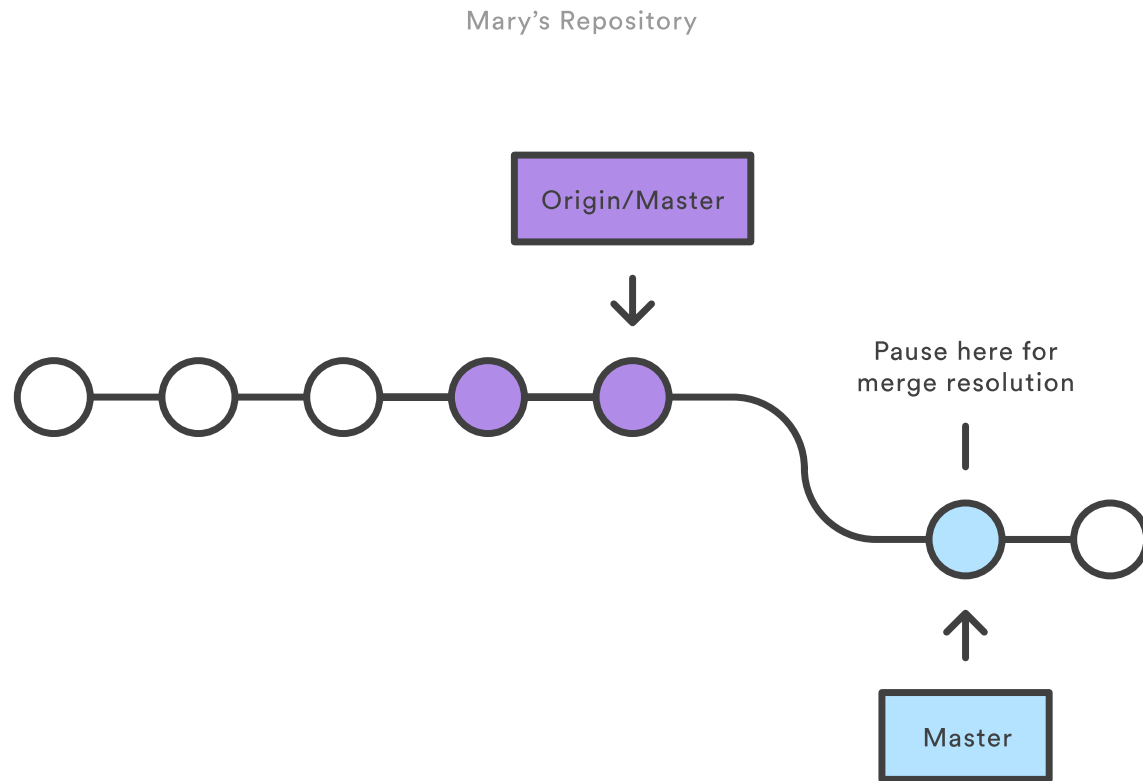 Mary’s Repository
Origin/Master
Pause here for
merge resolution
Master